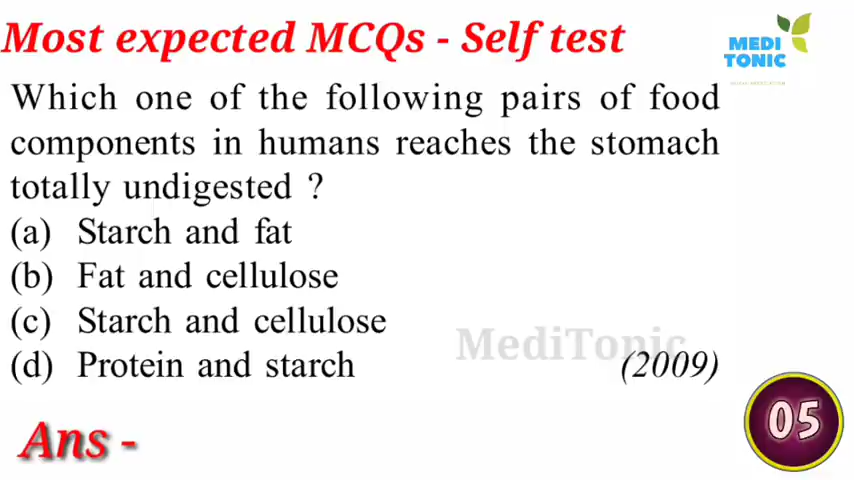 Most expected MCQs - Self test
MEDI
TONIC
Which one of the following pairs of food
components in humans reaches the stomach
totally undigested ?
(a) Starch and fat
(b) Fat and cellulose
(c) Starch and cellulose
MediTonic
(d) Protein and starch (2009)
05
Ans -